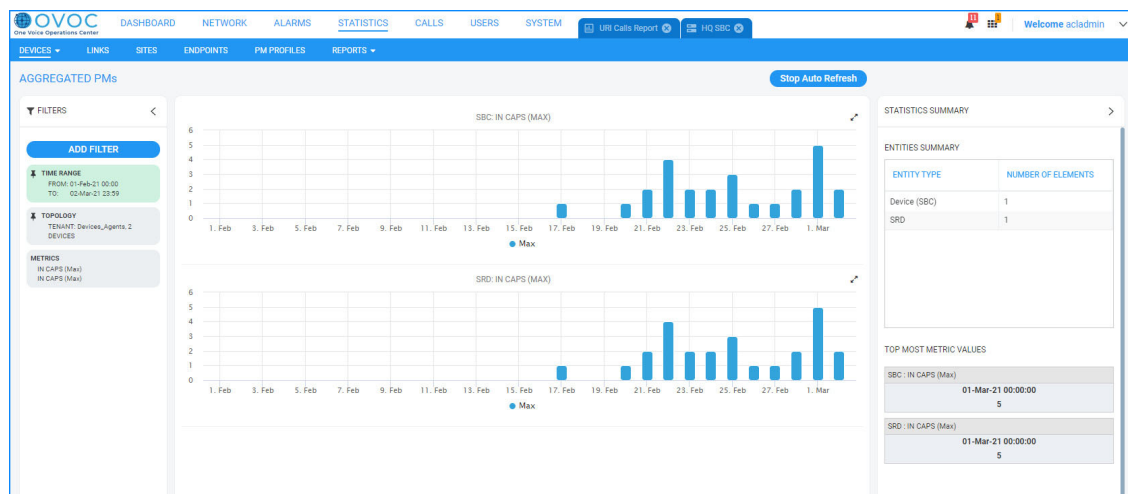 OVOC
One Voice Operations Center
DASHBOARD NETWORK ALARMS STATISTICS CALLS USERS SYSTEM
URI Calls Report HQ SBC
11 1 Welcome acladmin
DEVICES LINKS SITES ENDPOINTS PM PROFILES REPORTS
AGGREGATED PMs
Stop Auto Refresh
FILTERS
ADD FILTER
TIME RANGE
FROM: 01-Feb-21 00:00
TO: 02-Mar-21 23:59
TOPOLOGY
TENANT: Devices_Agents, 2
DEVICES
METRICS
IN CAPS (Max)
IN CAPS (Max)
SBC: IN CAPS (MAX)
6
5
4
3
2
1
0
1. Feb 3. Feb 5. Feb 7. Feb 9. Feb 11. Feb 13. Feb 15. Feb 17. Feb 19. Feb 21. Feb 23. Feb 25. Feb 27. Feb 1. Mar
Max
SRD: IN CAPS (MAX)
6
5
4
3
2
1
0
1. Feb 3. Feb 5. Feb 7. Feb 9. Feb 11. Feb 13. Feb 15. Feb 17. Feb 19. Feb 21. Feb 23. Feb 25. Feb 27. Feb 1. Mar
Max
STATISTICS SUMMARY
ENTITIES SUMMARY
ENTITY TYPE NUMBER OF ELEMENTS
Device (SBC) 1
SRD 1
TOP MOST METRIC VALUES
SBC : IN CAPS (Max)
01-Mar-21 00:00:00
5
SRD : IN CAPS (Max)
01-Mar-21 00:00:00
5